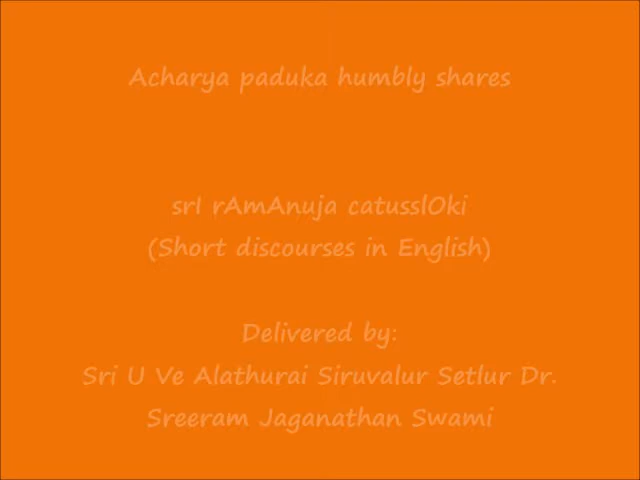 Acharya paduka humbly shares
srI rAmAnuja catusslOki
(Short discourses in English)
Delivered by:
Sri U Ve Alathurai Siruvalur Setlur Dr.
Sreeram Jaganathan Swami